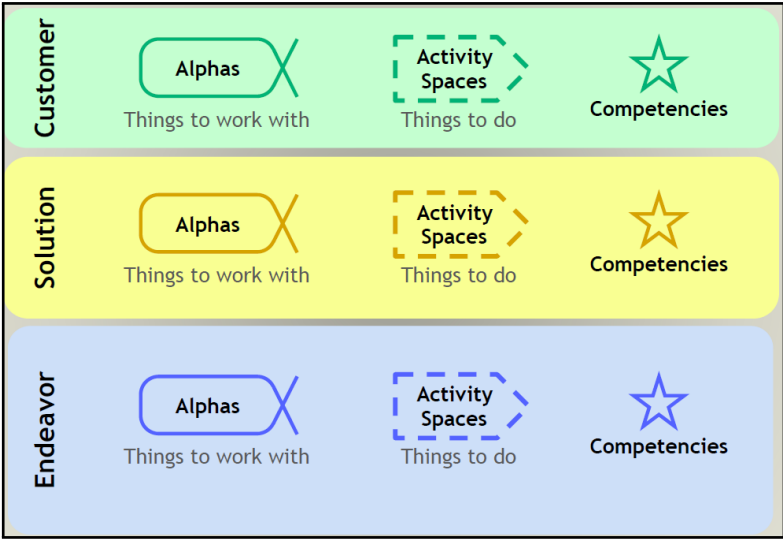 Customer
Alphas
Things to work with
Activity
Spaces
Things to do
Competencies
Solution
Alphas
Things to work with
Activity
Spaces
Things to do
Competencies
Endeavor
Alphas
Things to work with
Activity
Spaces
Things to do
Competencies